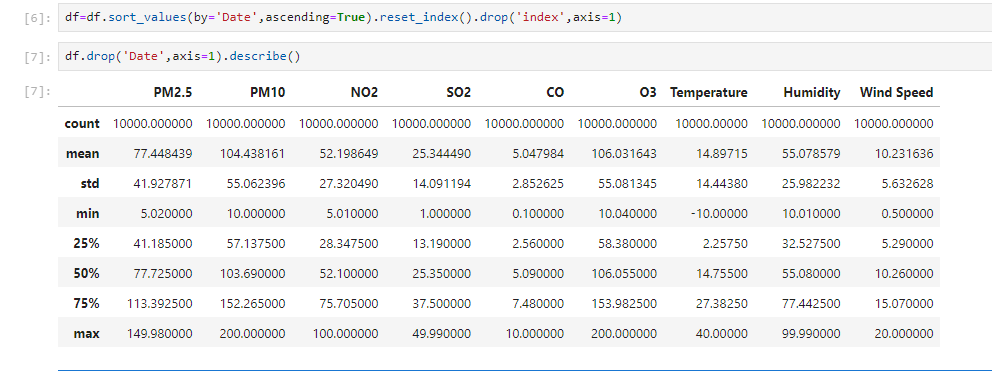 [6]: df=df.sort_values(by='Date',ascending=True).reset_index().drop('index',axis=1)
[7]: df.drop('Date',axis=1).describe()
[7]: PM2.5 PM10 NO2 SO2 CO O3 Temperature Humidity Wind Speed
count 10000.000000 10000.000000 10000.000000 10000.000000 10000.000000 10000.000000 10000.00000 10000.000000 10000.000000
mean 77.448439 104.438161 52.198649 25.344490 5.047984 106.031643 14.89715 55.078579 10.231636
std 41.927871 55.062396 27.320490 14.091194 2.852625 55.081345 14.44380 25.982232 5.632628
min 5.020000 10.000000 5.010000 1.000000 0.100000 10.040000 -10.00000 10.010000 0.500000
25% 41.185000 57.137500 28.347500 13.190000 2.560000 58.380000 2.25750 32.527500 5.290000
50% 77.725000 103.690000 52.100000 25.350000 5.090000 106.055000 14.75500 55.080000 10.260000
75% 113.392500 152.265000 75.705000 37.500000 7.480000 153.982500 27.38250 77.442500 15.070000
max 149.980000 200.000000 100.000000 49.990000 10.000000 200.000000 40.00000 99.990000 20.000000